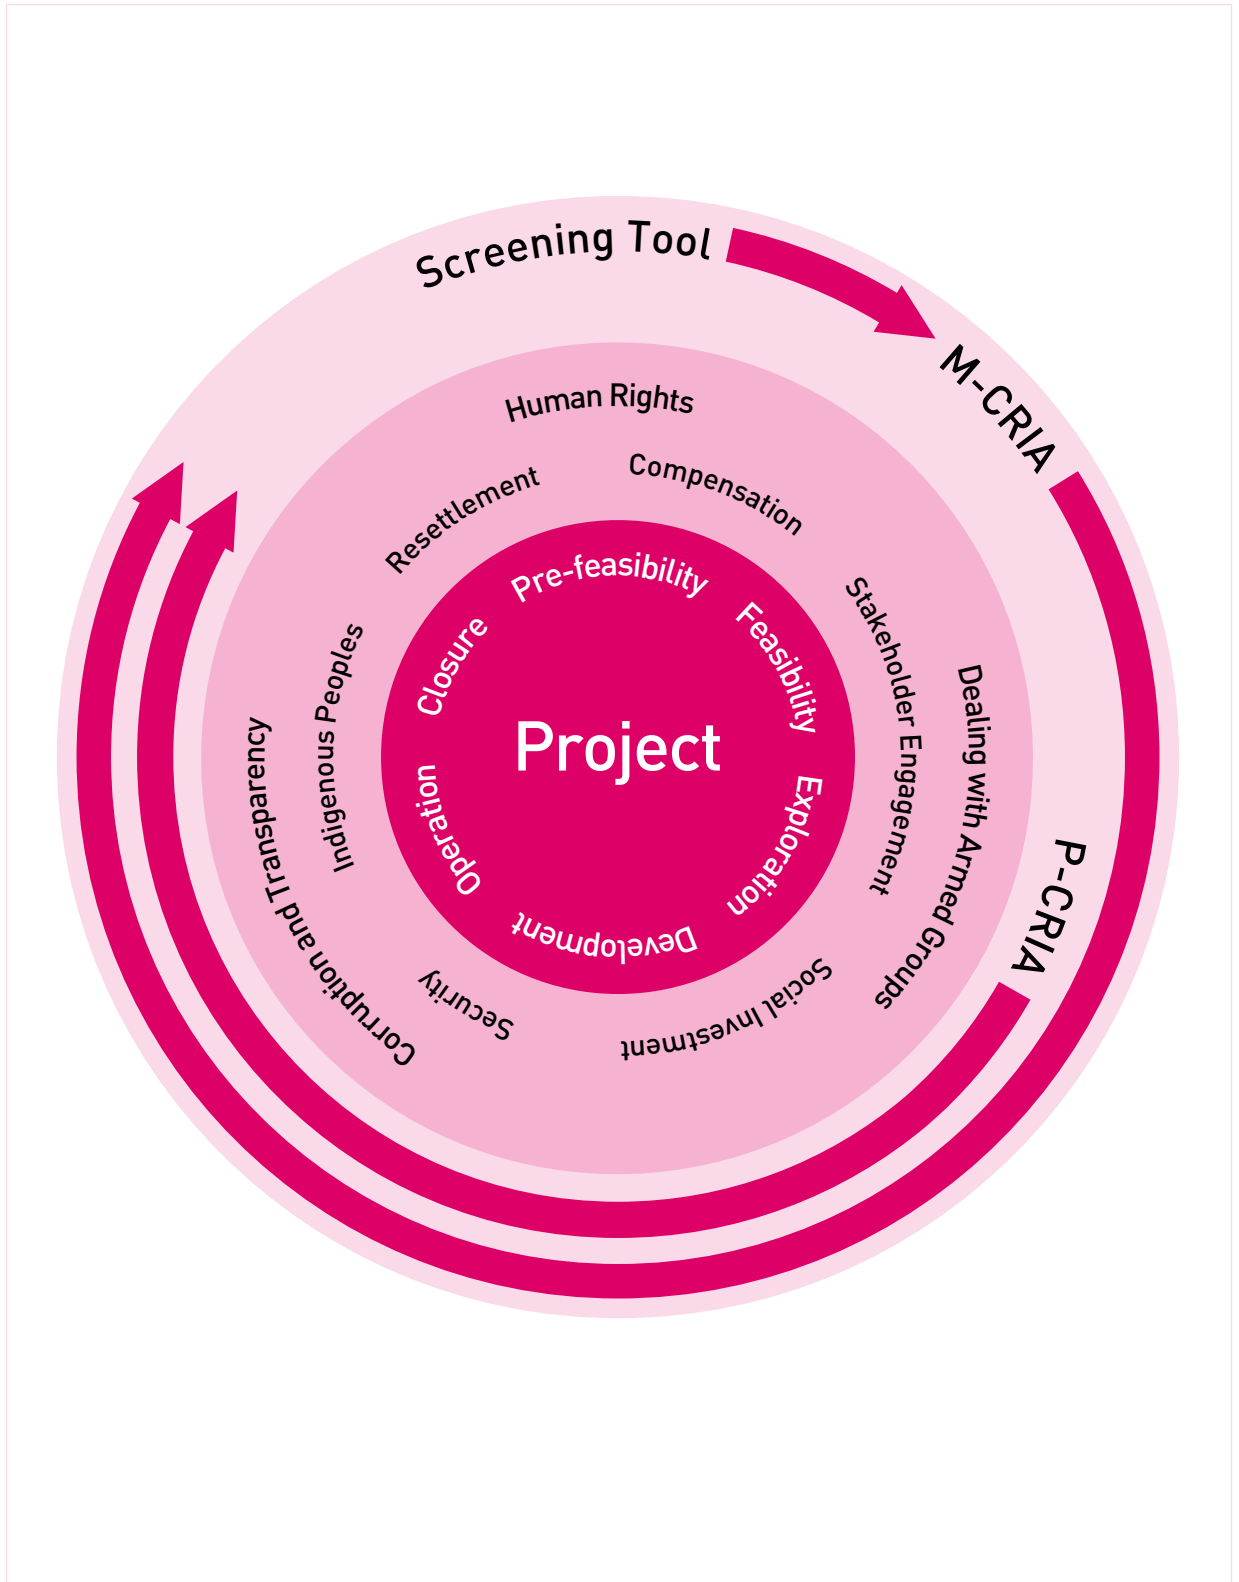 Screening Tool
M-CRIA
P-CRIA
Human Rights
Compensation
Resettlement
Stakeholder Engagement
Dealing with Armed Groups
Social Investment
Security
Corruption and Transparency
Indigenous Peoples
Pre-feasibility
Feasibility
Exploration
Development
Operation
Closure
Project